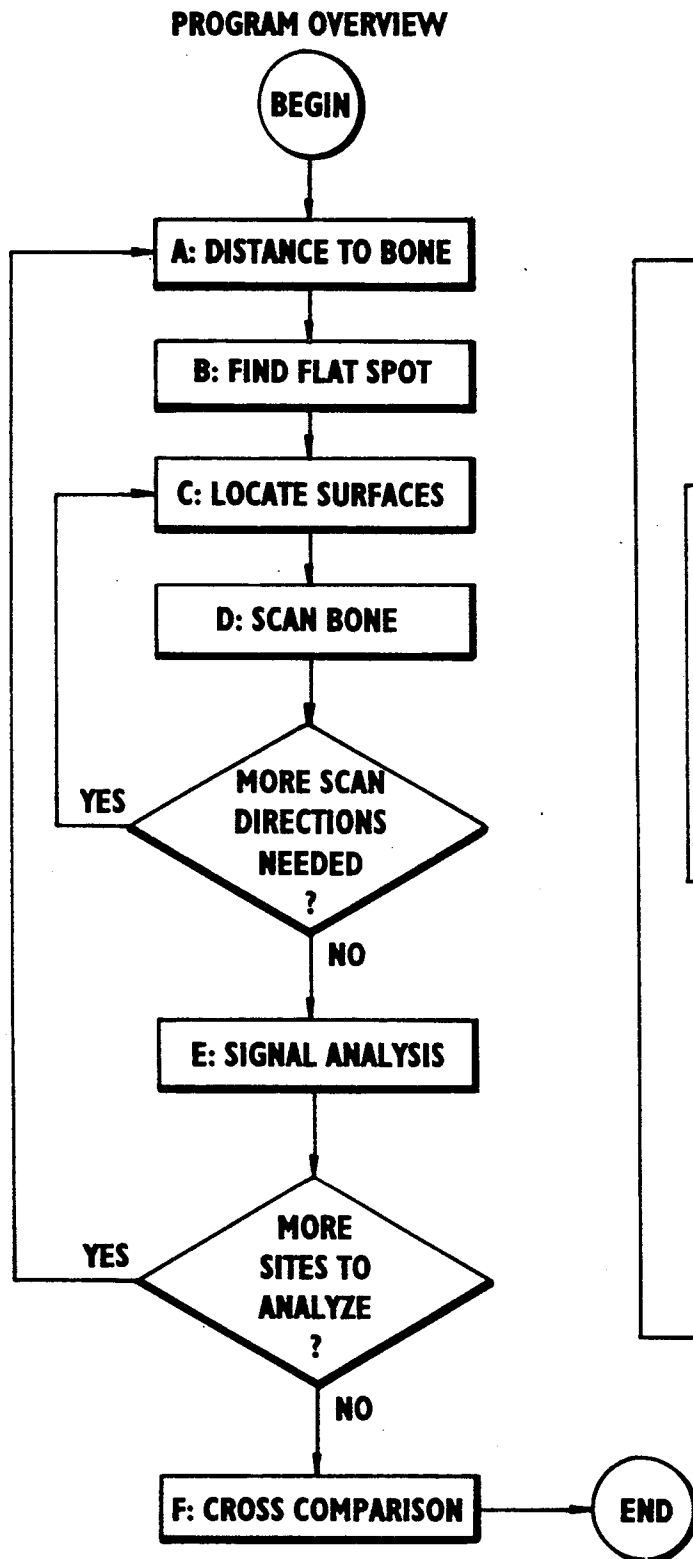 PROGRAM OVERVIEW
BEGIN
A: DISTANCE TO BONE
B: FIND FLAT SPOT
C: LOCATE SURFACES
D: SCAN BONE
MORE SCAN
DIRECTIONS
NEEDED
?
YES
NO
E: SIGNAL ANALYSIS
MORE
SITES TO
ANALYZE
?
YES
NO
F: CROSS COMPARISON
END